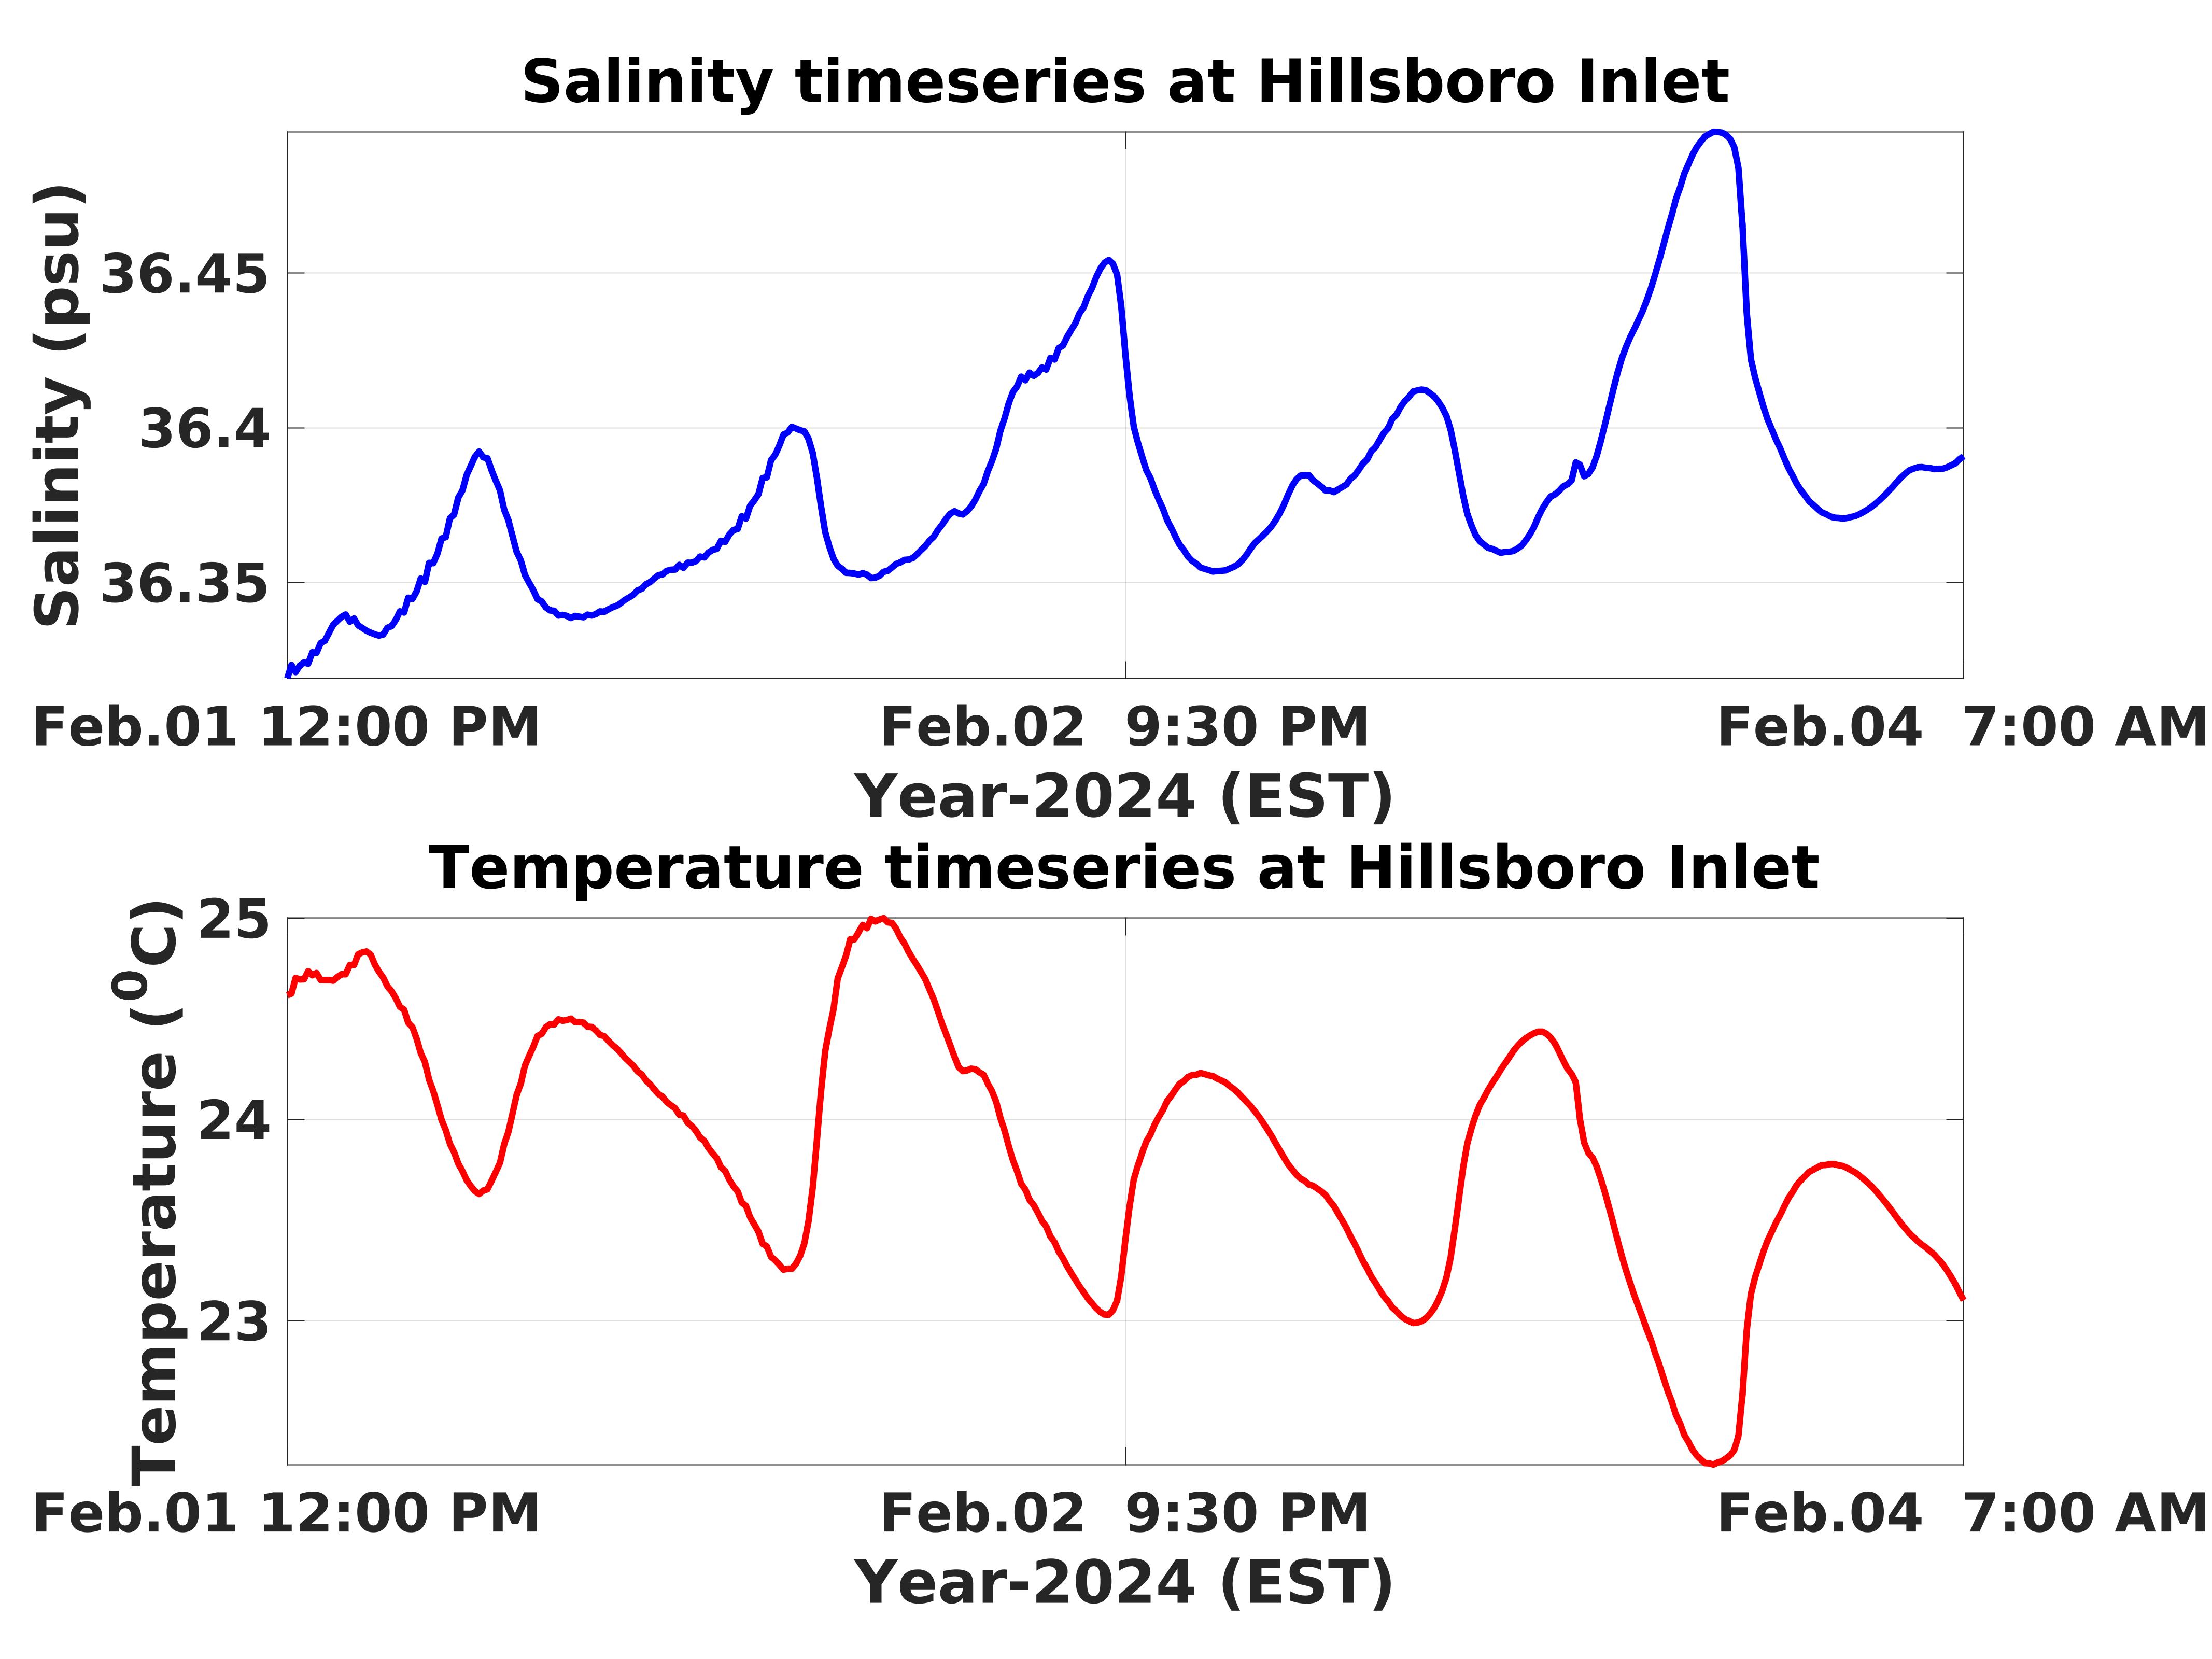 Salinity timeseries at Hillsboro Inlet
Salinity (psu)
36.45
36.4
36.35
Feb.01 12:00 PM
Feb.02  9:30 PM
Feb.04  7:00 AM
Year-2024 (EST)
Temperature timeseries at Hillsboro Inlet
Temperature (⁰C)
25
24
23
Feb.01 12:00 PM
Feb.02  9:30 PM
Feb.04  7:00 AM
Year-2024 (EST)